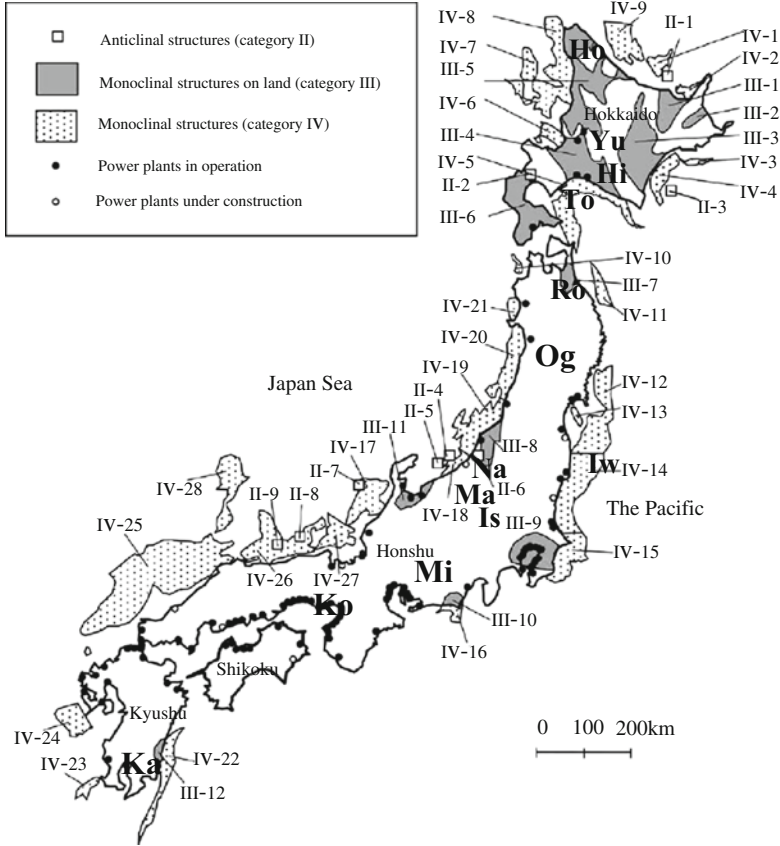 Anticlinal structures (category II)
Monoclinal structures on land (category III)
Monoclinal structures (category IV)
Power plants in operation
Power plants under construction
IV-8
IV-9
II-1
IV-7
IV-1
Ho
III-5
IV-2
III-1
IV-6
Hokkaido
III-2
III-4
Yu
III-3
IV-5
Hi
IV-3
II-2
IV-4
To
II-3
III-6
IV-10
Ro
III-7
IV-21
IV-11
IV-20
Og
Japan Sea
IV-19
IV-12
II-4
II-5
IV-13
III-11
III-8
IV-17
Na
Iw
IV-14
II-7
II-6
IV-28
Ma
II-9
II-8
IV-18
Is
The Pacific
IV-25
III-9
Honshu
IV-15
IV-26
IV-27
Mi
Ko
III-10
IV-16
Shikoku
Kyushu
IV-24
0 100 200km
IV-23
Ka
IV-22
III-12